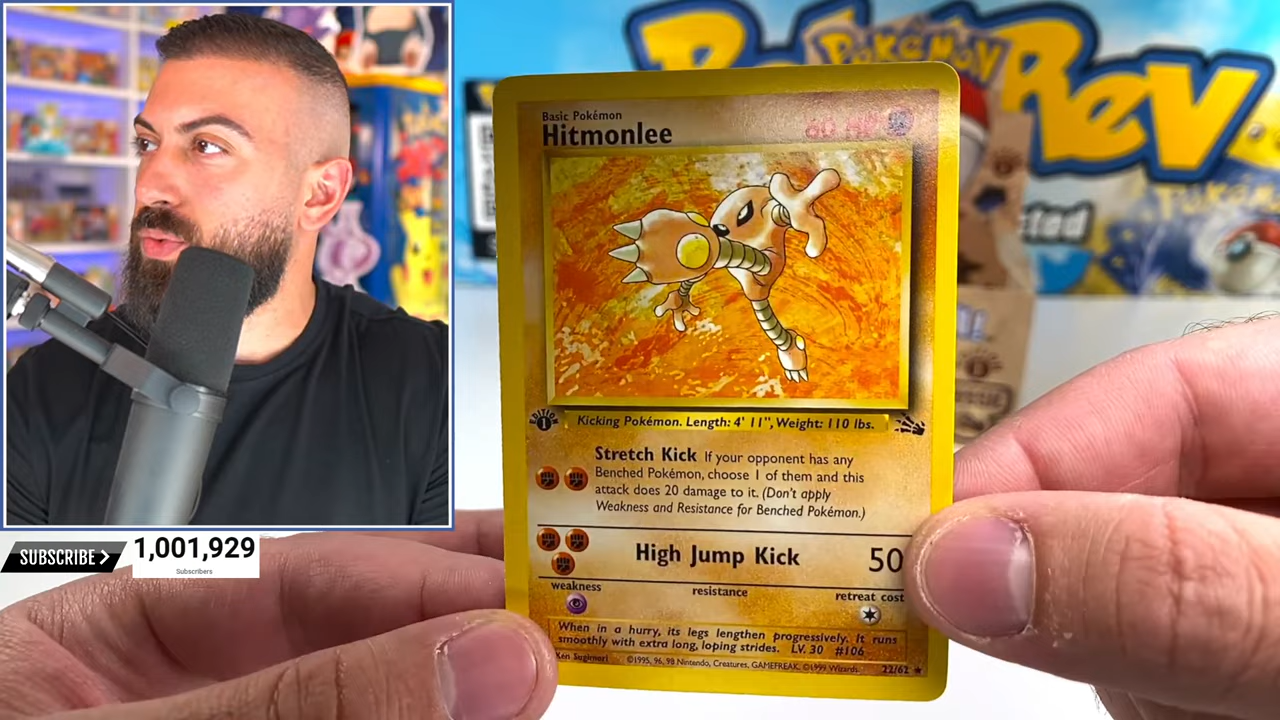 PokeRev
POKÉMON
Basic Pokémon
Hitmonlee
60 HP
EDITION 1
Kicking Pokémon. Length: 4' 11", Weight: 110 lbs.
Stretch Kick If your opponent has any
Benched Pokémon, choose 1 of them and this
attack does 20 damage to it. (Don't apply
Weakness and Resistance for Benched Pokémon.)
High Jump Kick 50
weakness resistance retreat cost
When in a hurry, its legs lengthen progressively. It runs
smoothly with extra long, loping strides. LV. 30 #106
Ken Sugimori ©1995, 96, 98 Nintendo, Creatures, GAMEFREAK. ©1999 Wizards.
22/62 ★
SUBSCRIBE
1,001,929
Subscribers